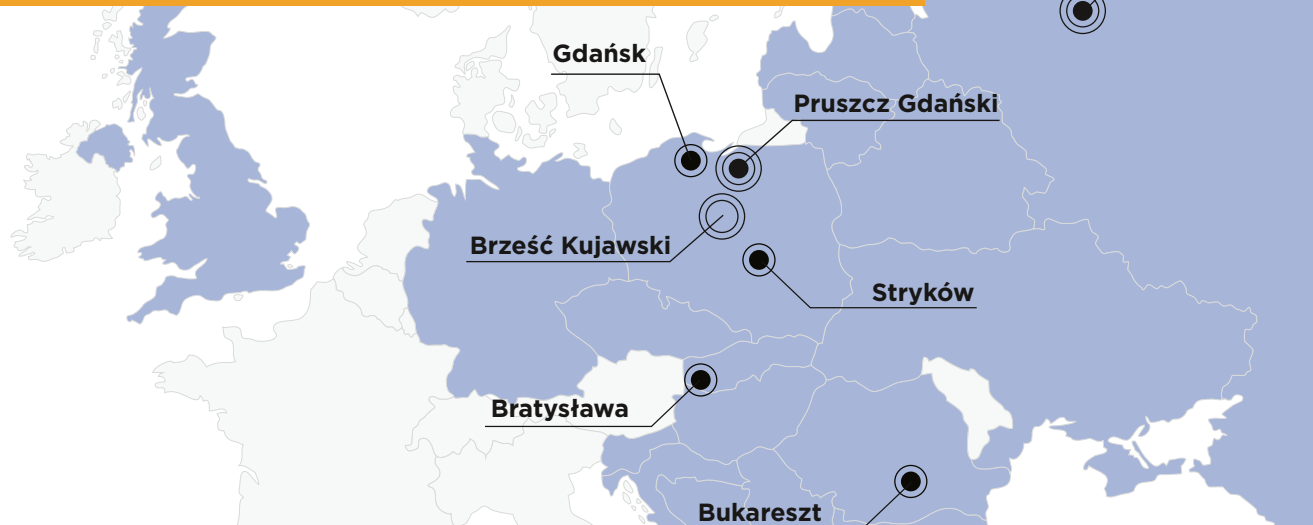 Gdańsk
Pruszcz Gdański
Brześć Kujawski
Stryków
Bratysława
Bukareszt